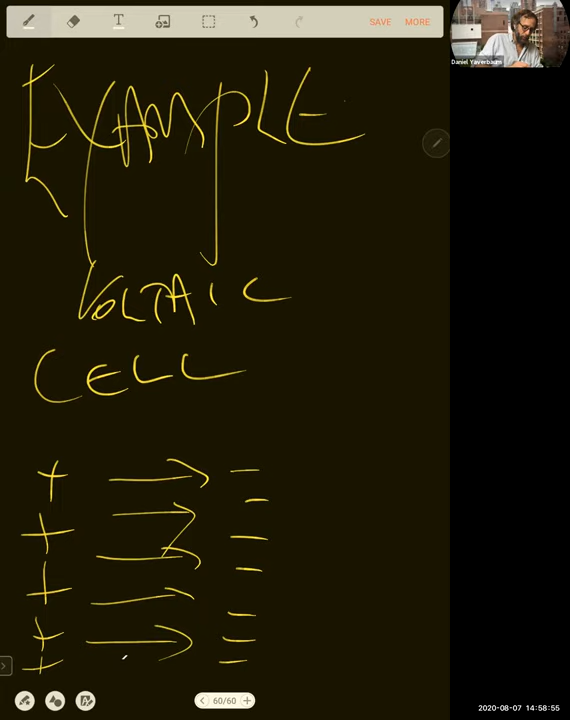 T SAVE MORE
Daniel Yaverbaum
EXAMPLE
VOLTAIC
CELL
+ → −
−
+ → −
→ −
+ → −
+ → −
+ −
60/60
2020-08-07 14:58:55